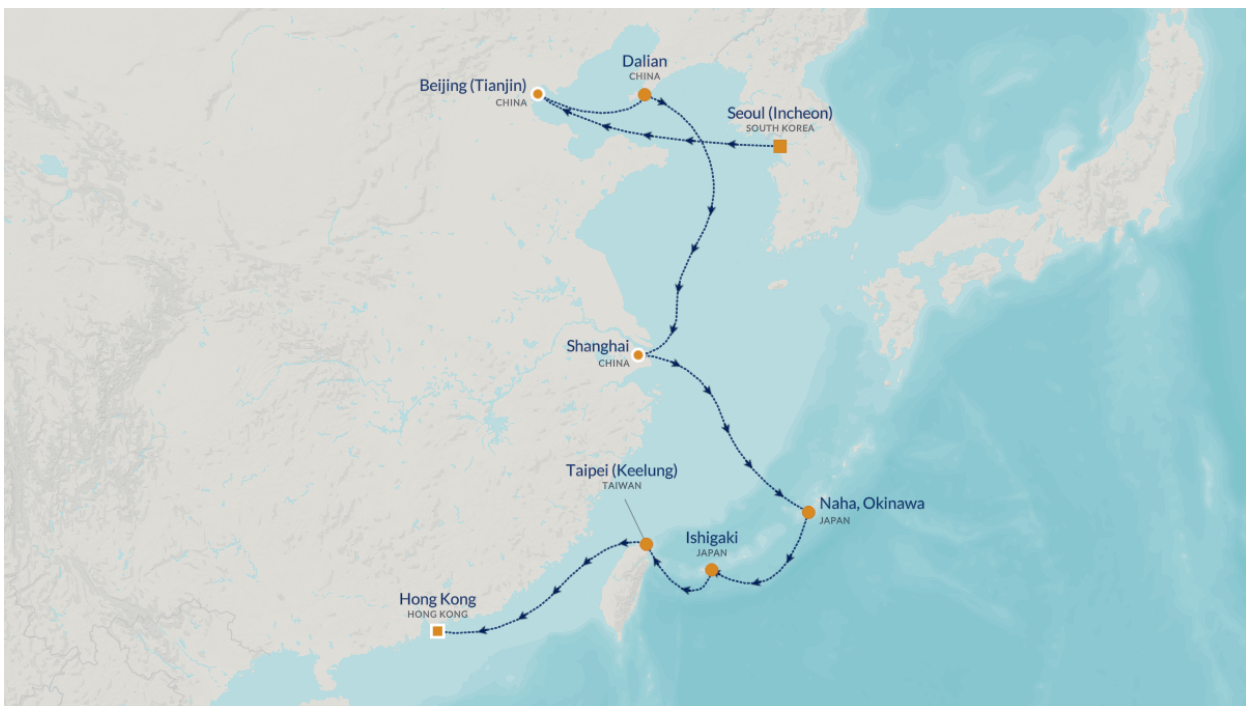 Dalian
CHINA
Beijing (Tianjin)
CHINA
Seoul (Incheon)
SOUTH KOREA
Shanghai
CHINA
Taipei (Keelung)
TAIWAN
Naha, Okinawa
JAPAN
Ishigaki
JAPAN
Hong Kong
HONG KONG